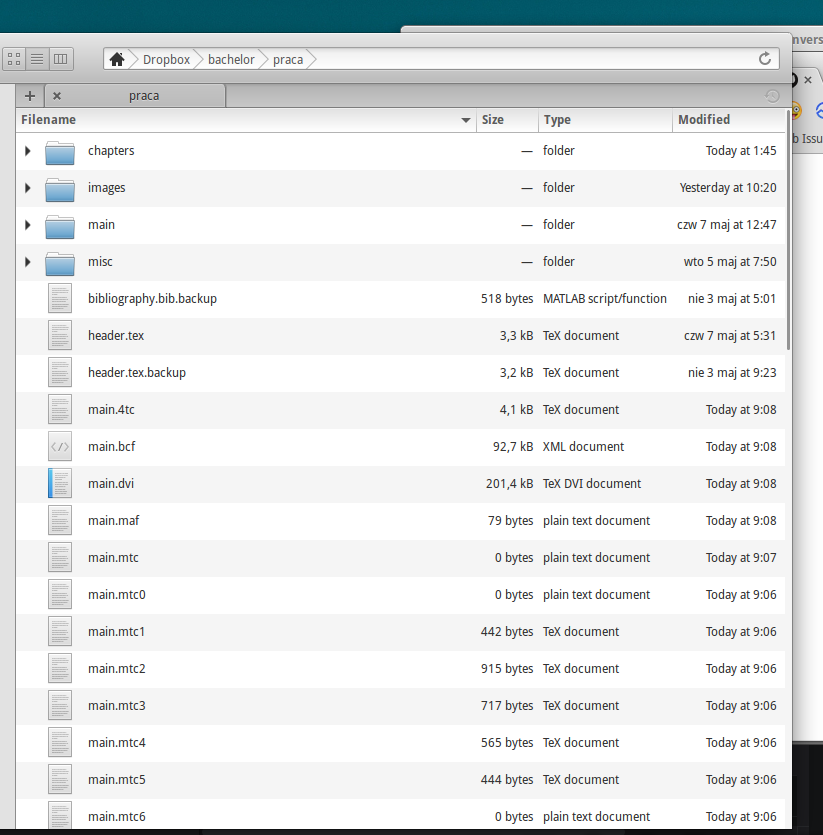 nvers
Dropbox bachelor praca
praca
b Issu
Filename Size Type Modified
chapters — folder Today at 1:45
images — folder Yesterday at 10:20
main — folder czw 7 maj at 12:47
misc — folder wto 5 maj at 7:50
bibliography.bib.backup 518 bytes MATLAB script/function nie 3 maj at 5:01
header.tex 3,3 kB TeX document czw 7 maj at 5:31
header.tex.backup 3,2 kB TeX document nie 3 maj at 9:23
main.4tc 4,1 kB TeX document Today at 9:08
main.bcf 92,7 kB XML document Today at 9:08
main.dvi 201,4 kB TeX DVI document Today at 9:08
main.maf 79 bytes plain text document Today at 9:08
main.mtc 0 bytes plain text document Today at 9:07
main.mtc0 0 bytes plain text document Today at 9:06
main.mtc1 442 bytes TeX document Today at 9:06
main.mtc2 915 bytes TeX document Today at 9:06
main.mtc3 717 bytes TeX document Today at 9:06
main.mtc4 565 bytes TeX document Today at 9:06
main.mtc5 444 bytes TeX document Today at 9:06
main.mtc6 0 bytes plain text document Today at 9:06